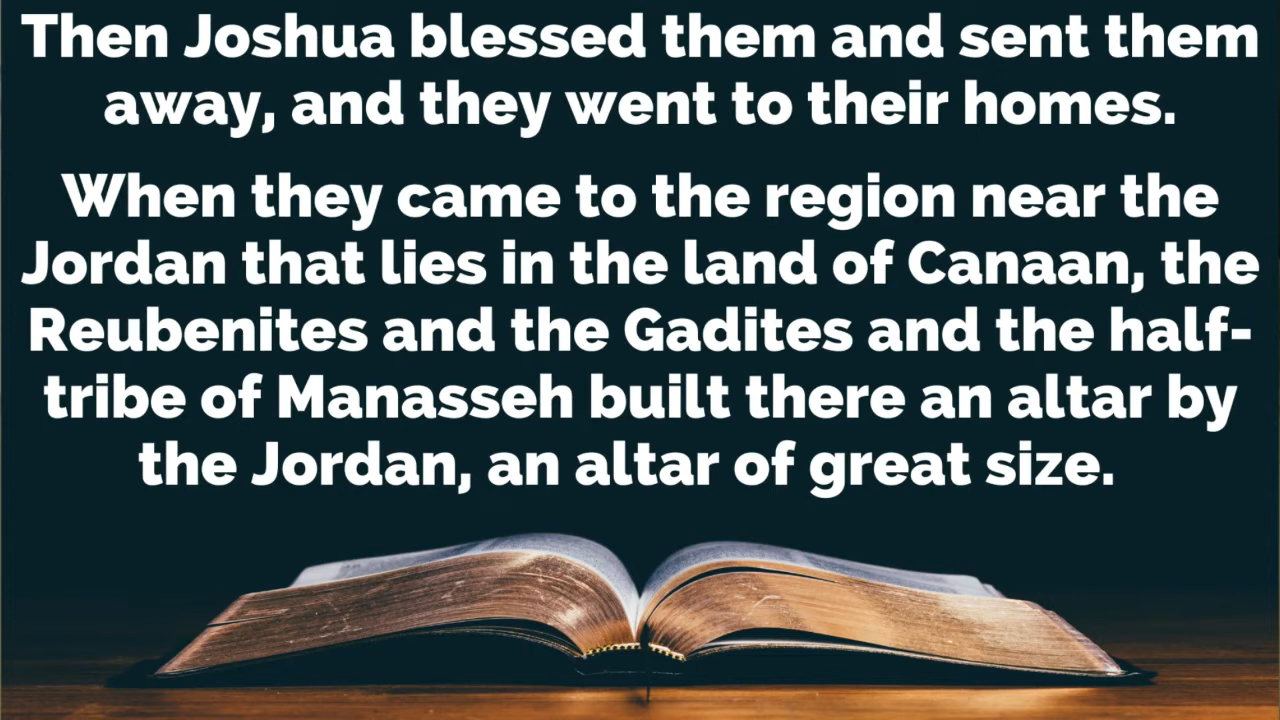 Then Joshua blessed them and sent them
away, and they went to their homes.
When they came to the region near the
Jordan that lies in the land of Canaan, the
Reubenites and the Gadites and the half-
tribe of Manasseh built there an altar by
the Jordan, an altar of great size.